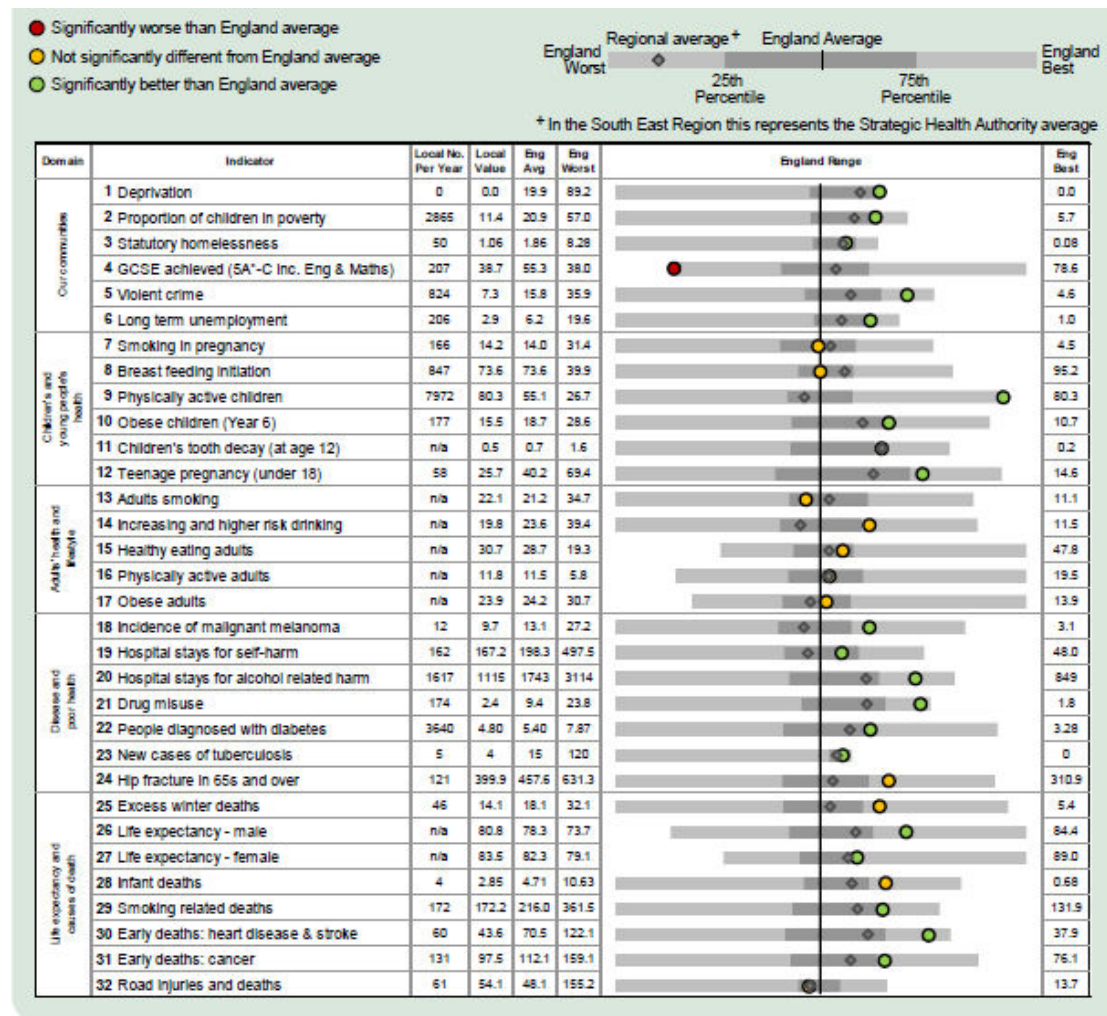 Significantly worse than England average
Not significantly different from England average
Significantly better than England average
Regional average+ England Average
England Worst
England Best
25th Percentile
75th Percentile
+ In the South East Region this represents the Strategic Health Authority average
Domain Indicator Local No. Per Year Local Value Eng Avg Eng Worst England Range Eng Best
Our communities
1 Deprivation 0 0.0 19.9 89.2 0.0
2 Proportion of children in poverty 2865 11.4 20.9 57.0 5.7
3 Statutory homelessness 50 1.06 1.86 8.28 0.08
4 GCSE achieved (5A*-C inc. Eng & Maths) 207 38.7 55.3 38.0 78.6
5 Violent crime 824 7.3 15.8 35.9 4.6
6 Long term unemployment 206 2.9 6.2 19.6 1.0
Children's and young people's health
7 Smoking in pregnancy 166 14.2 14.0 31.4 4.5
8 Breast feeding initiation 847 73.6 73.6 39.9 95.2
9 Physically active children 7972 80.3 55.1 26.7 80.3
10 Obese children (Year 6) 177 15.5 18.7 28.6 10.7
11 Children's tooth decay (at age 12) n/a 0.5 0.7 1.6 0.2
12 Teenage pregnancy (under 18) 58 25.7 40.2 69.4 14.6
Adults' health and lifestyle
13 Adults smoking n/a 22.1 21.2 34.7 11.1
14 Increasing and higher risk drinking n/a 19.8 23.6 39.4 11.5
15 Healthy eating adults n/a 30.7 28.7 19.3 47.8
16 Physically active adults n/a 11.8 11.5 5.8 19.5
17 Obese adults n/a 23.9 24.2 30.7 13.9
Disease and poor health
18 Incidence of malignant melanoma 12 9.7 13.1 27.2 3.1
19 Hospital stays for self-harm 162 167.2 198.3 497.5 48.0
20 Hospital stays for alcohol related harm 1617 1115 1743 3114 849
21 Drug misuse 174 2.4 9.4 23.8 1.8
22 People diagnosed with diabetes 3640 4.80 5.40 7.87 3.28
23 New cases of tuberculosis 5 4 15 120 0
24 Hip fracture in 65s and over 121 399.9 457.6 631.3 310.9
Life expectancy and causes of death
25 Excess winter deaths 46 14.1 18.1 32.1 5.4
26 Life expectancy - male n/a 80.8 78.3 73.7 84.4
27 Life expectancy - female n/a 83.5 82.3 79.1 89.0
28 Infant deaths 4 2.85 4.71 10.63 0.68
29 Smoking related deaths 172 172.2 216.0 361.5 131.9
30 Early deaths: heart disease & stroke 60 43.6 70.5 122.1 37.9
31 Early deaths: cancer 131 97.5 112.1 159.1 76.1
32 Road injuries and deaths 61 54.1 48.1 155.2 13.7